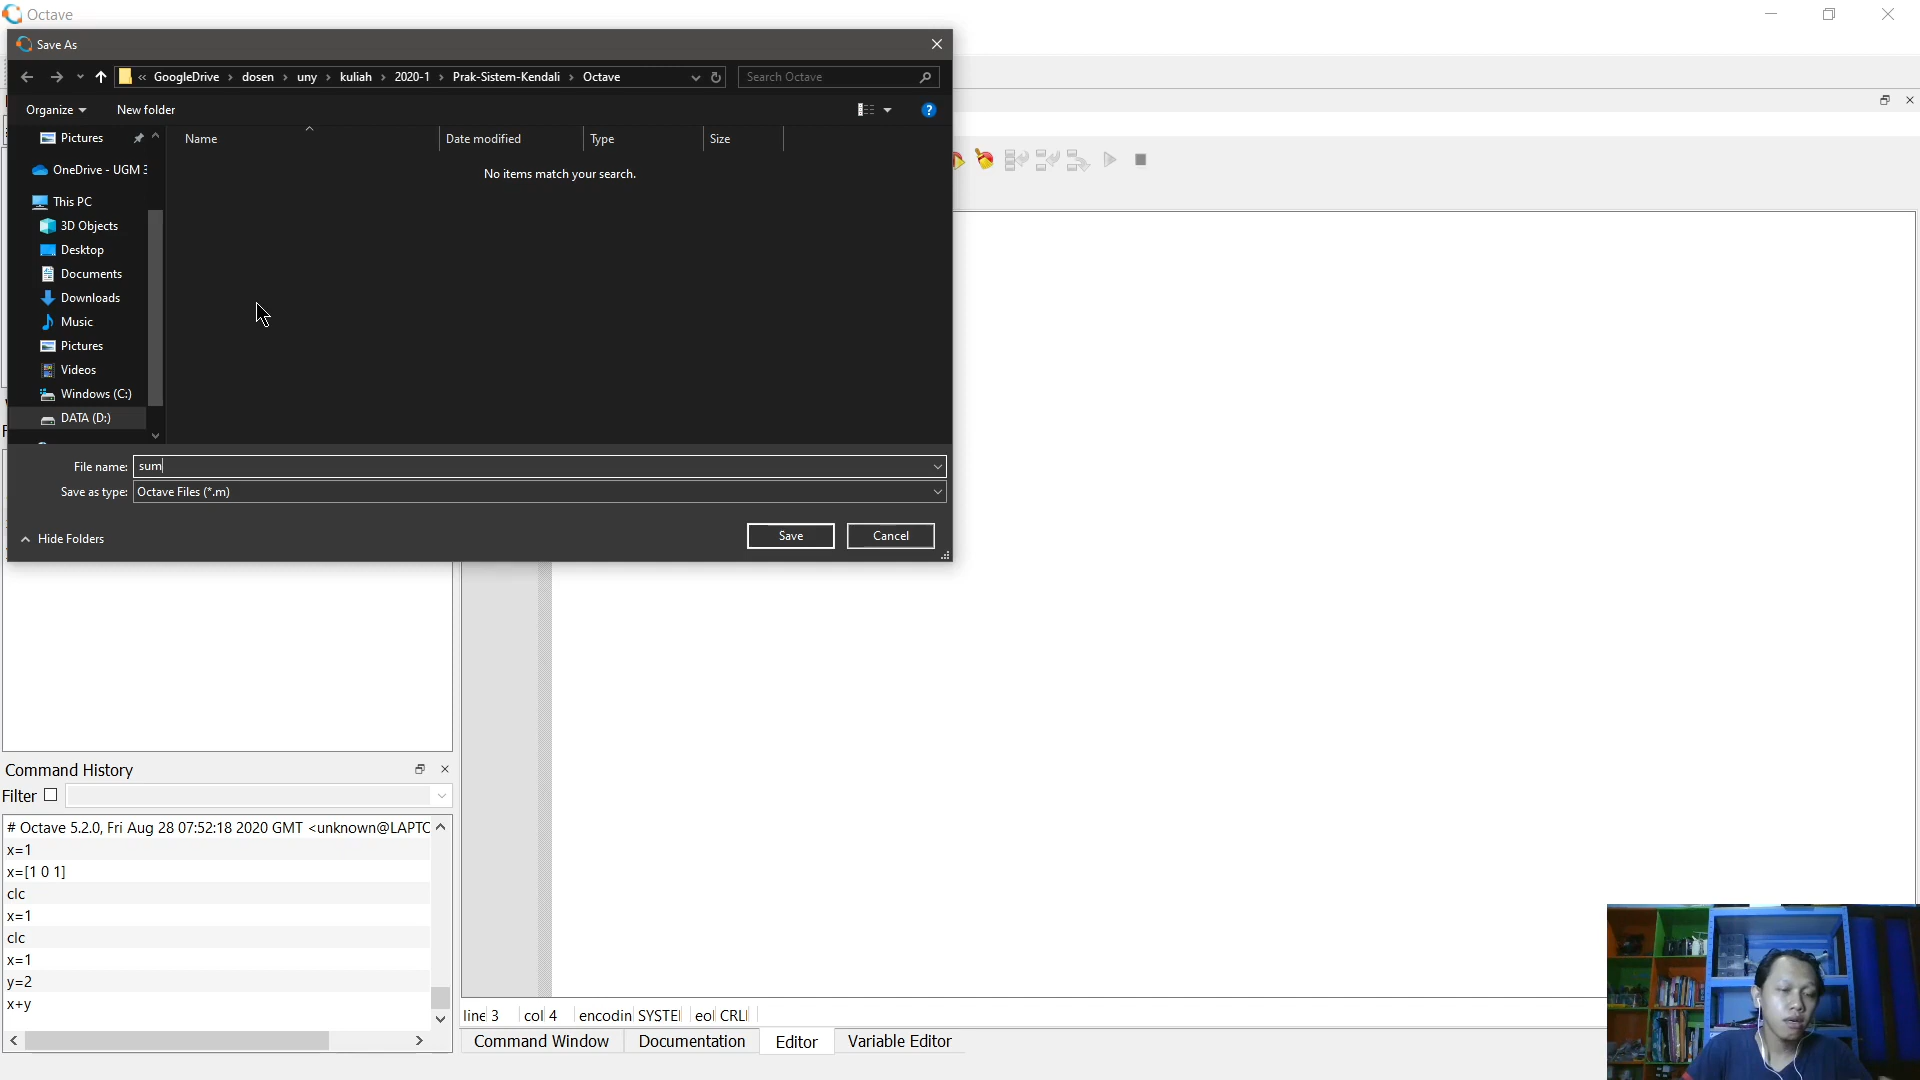 Octave
Save As
« GoogleDrive › dosen › uny › kuliah › 2020-1 › Prak-Sistem-Kendali › Octave
Search Octave
Organize
New folder
?
Pictures
OneDrive - UGM
This PC
3D Objects
Desktop
Documents
Downloads
Music
Pictures
Videos
Windows (C:)
DATA (D:)
Name
Date modified
Type
Size
No items match your search.
File name: sum
Save as type: Octave Files (*.m)
Hide Folders
Save
Cancel
Command History
Filter
# Octave 5.2.0, Fri Aug 28 07:52:18 2020 GMT <unknown@LAPTO
x=1
x=[1 0 1]
clc
x=1
clc
x=1
y=2
x+y
line 3 col 4 encodin SYSTE eol CRL
Command Window
Documentation
Editor
Variable Editor